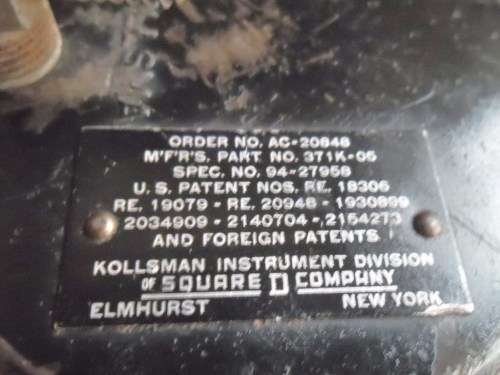 ORDER NO. AC-20848
M'F'R'S. PART NO. 371K-05
SPEC. NO. 94-27958
U. S. PATENT NOS. RE. 18306
RE. 19079 - RE. 20948 - 1930899
2034909 - 2140704 - 2154273
AND FOREIGN PATENTS
KOLLSMAN INSTRUMENT DIVISION
OF SQUARE D COMPANY
ELMHURST NEW YORK